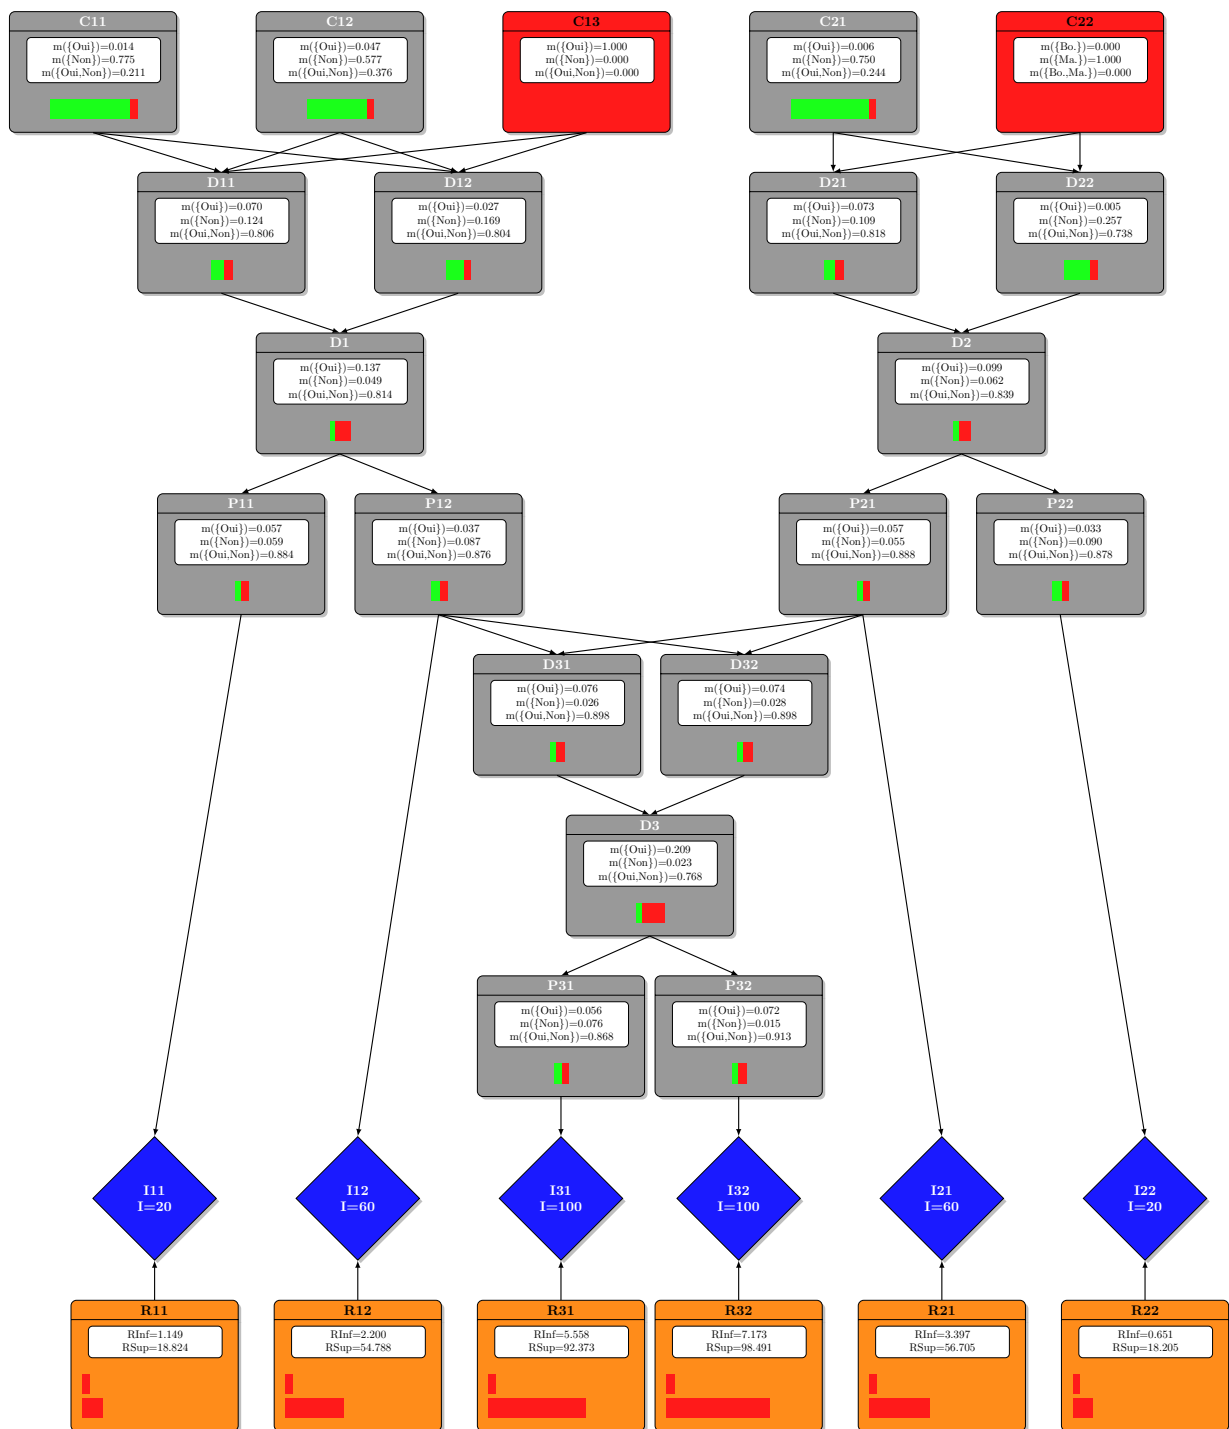 C11
m({Oui})=0.014
m({Non})=0.775
m({Oui,Non})=0.211
C12
m({Oui})=0.047
m({Non})=0.577
m({Oui,Non})=0.376
C13
m({Oui})=1.000
m({Non})=0.000
m({Oui,Non})=0.000
C21
m({Oui})=0.006
m({Non})=0.750
m({Oui,Non})=0.244
C22
m({Bo.})=0.000
m({Ma.})=1.000
m({Bo.,Ma.})=0.000
D11
m({Oui})=0.070
m({Non})=0.124
m({Oui,Non})=0.806
D12
m({Oui})=0.027
m({Non})=0.169
m({Oui,Non})=0.804
D21
m({Oui})=0.073
m({Non})=0.109
m({Oui,Non})=0.818
D22
m({Oui})=0.005
m({Non})=0.257
m({Oui,Non})=0.738
D1
m({Oui})=0.137
m({Non})=0.049
m({Oui,Non})=0.814
D2
m({Oui})=0.099
m({Non})=0.062
m({Oui,Non})=0.839
P11
m({Oui})=0.057
m({Non})=0.059
m({Oui,Non})=0.884
P12
m({Oui})=0.037
m({Non})=0.087
m({Oui,Non})=0.876
P21
m({Oui})=0.057
m({Non})=0.055
m({Oui,Non})=0.888
P22
m({Oui})=0.033
m({Non})=0.090
m({Oui,Non})=0.878
D31
m({Oui})=0.076
m({Non})=0.026
m({Oui,Non})=0.898
D32
m({Oui})=0.074
m({Non})=0.028
m({Oui,Non})=0.898
D3
m({Oui})=0.209
m({Non})=0.023
m({Oui,Non})=0.768
P31
m({Oui})=0.056
m({Non})=0.076
m({Oui,Non})=0.868
P32
m({Oui})=0.072
m({Non})=0.015
m({Oui,Non})=0.913
I11
I=20
I12
I=60
I31
I=100
I32
I=100
I21
I=60
I22
I=20
R11
RInf=1.149
RSup=18.824
R12
RInf=2.200
RSup=54.788
R31
RInf=5.558
RSup=92.373
R32
RInf=7.173
RSup=98.491
R21
RInf=3.397
RSup=56.705
R22
RInf=0.651
RSup=18.205